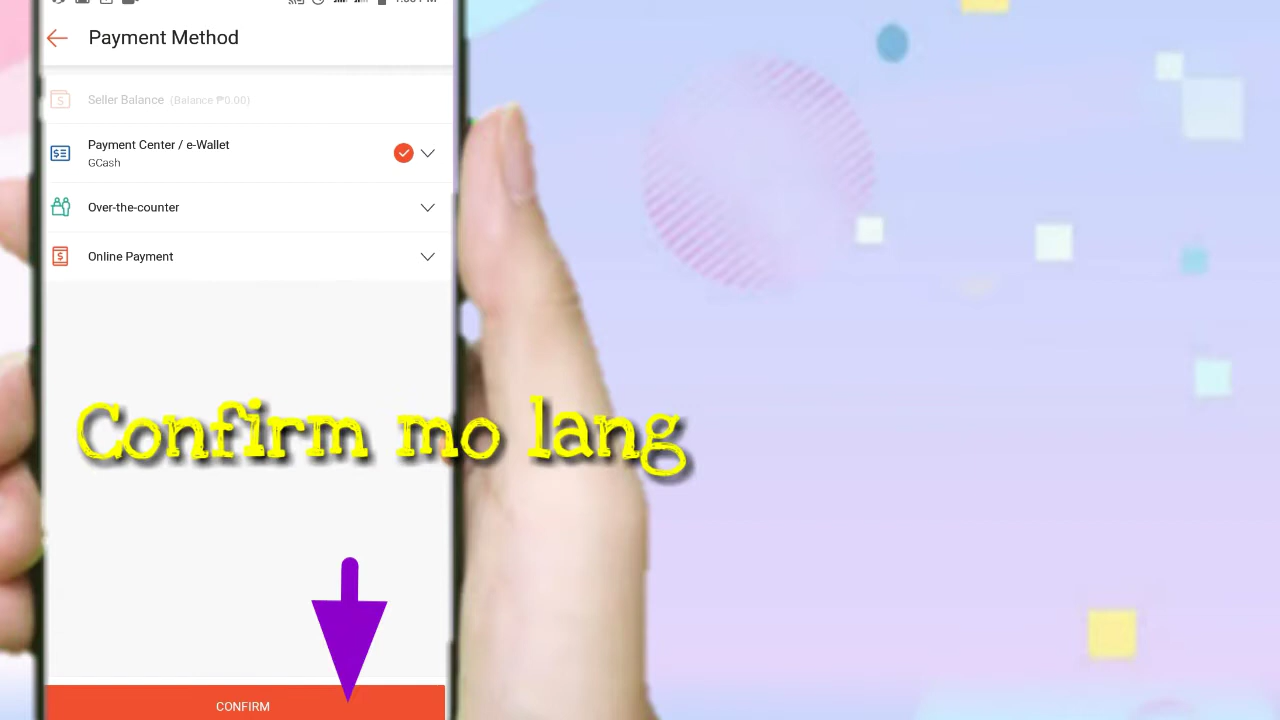 Payment Method
Seller Balance (Balance ₱0.00)
Payment Center / e-Wallet
GCash
Over-the-counter
Online Payment
Confirm mo lang
CONFIRM